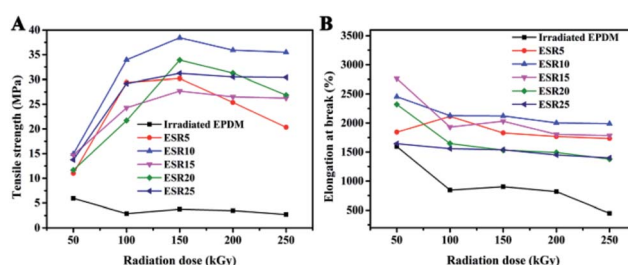 A
Tensile strength (MPa)
40
35
30
25
20
15
10
5
0
Irradiated EPDM
ESR5
ESR10
ESR15
ESR20
ESR25
50 100 150 200 250
Radiation dose (kGy)
B
Elongation at break (%)
3500
3000
2500
2000
1500
1000
500
Irradiated EPDM
ESR5
ESR10
ESR15
ESR20
ESR25
50 100 150 200 250
Radiation dose (kGy)